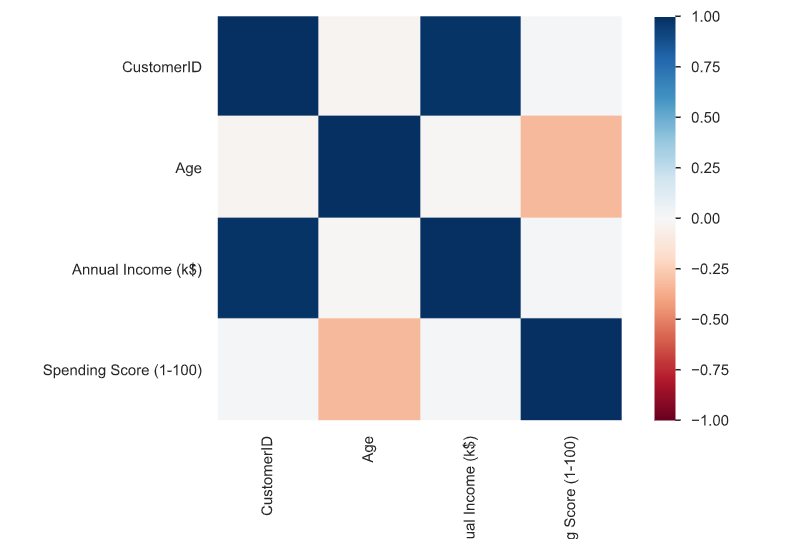 CustomerID
Age
Annual Income (k$)
Spending Score (1-100)
CustomerID
Age
ual Income (k$)
g Score (1-100)
1.00
0.75
0.50
0.25
0.00
−0.25
−0.50
−0.75
−1.00